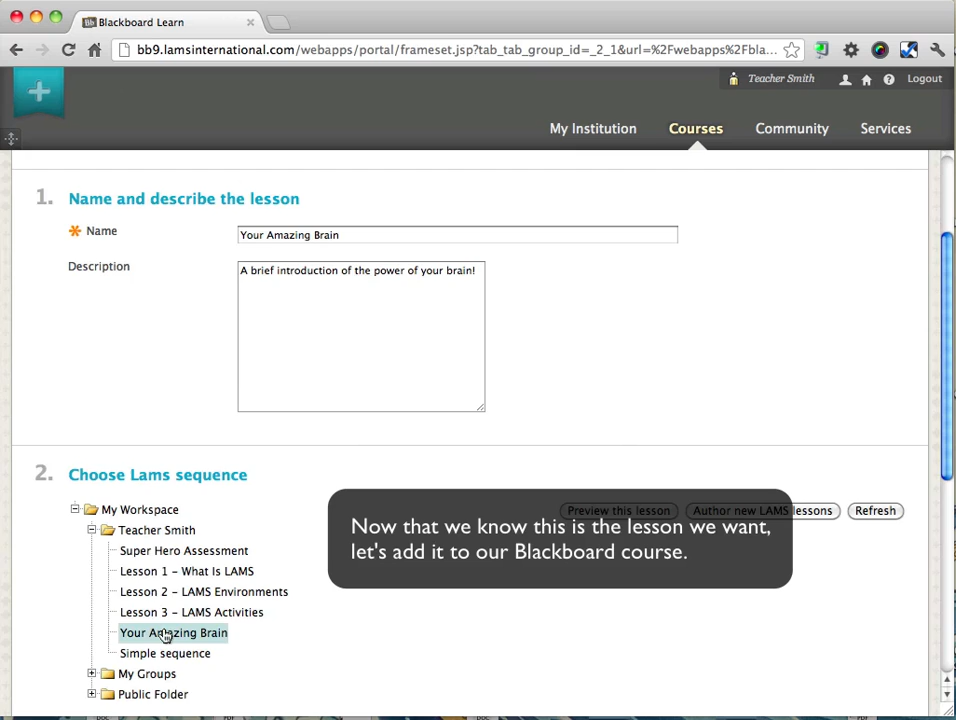 Blackboard Learn
bb9.lamsinternational.com/webapps/portal/frameset.jsp?tab_tab_group_id=_2_1&url=%2Fwebapps%2Fbla...
Teacher Smith
Logout
My Institution Courses Community Services
1. Name and describe the lesson
Name
Your Amazing Brain
Description
A brief introduction of the power of your brain!
2. Choose Lams sequence
My Workspace
Preview this lesson Author new LAMS lessons Refresh
Now that we know this is the lesson we want,
let's add it to our Blackboard course.
Teacher Smith
Super Hero Assessment
Lesson 1 – What Is LAMS
Lesson 2 – LAMS Environments
Lesson 3 – LAMS Activities
Your Amazing Brain
Simple sequence
My Groups
Public Folder